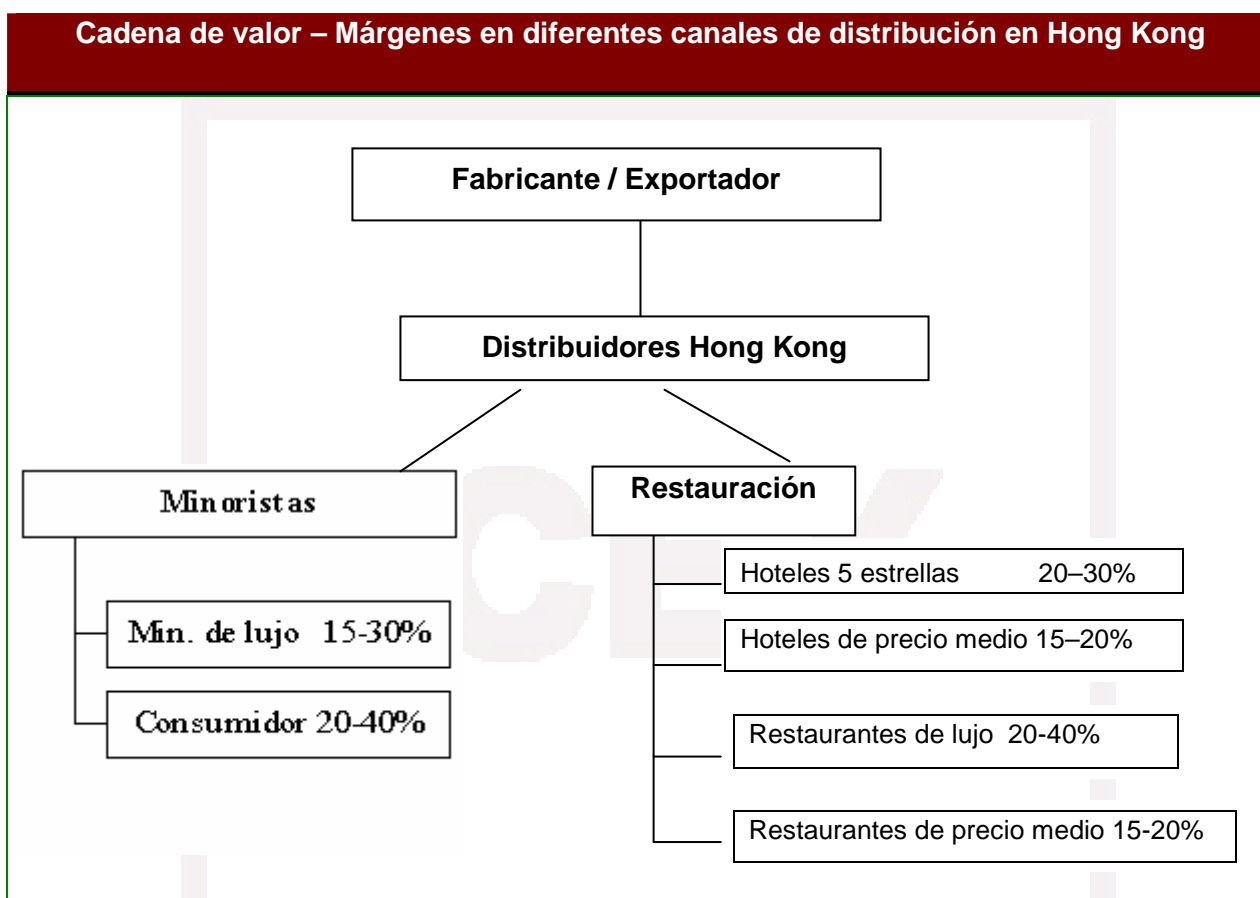 Cadena de valor – Márgenes en diferentes canales de distribución en Hong Kong
Fabricante / Exportador
Distribuidores Hong Kong
Minoristas
Min. de lujo 15-30%
Consumidor 20-40%
Restauración
Hoteles 5 estrellas 20–30%
Hoteles de precio medio 15–20%
Restaurantes de lujo 20-40%
Restaurantes de precio medio 15-20%